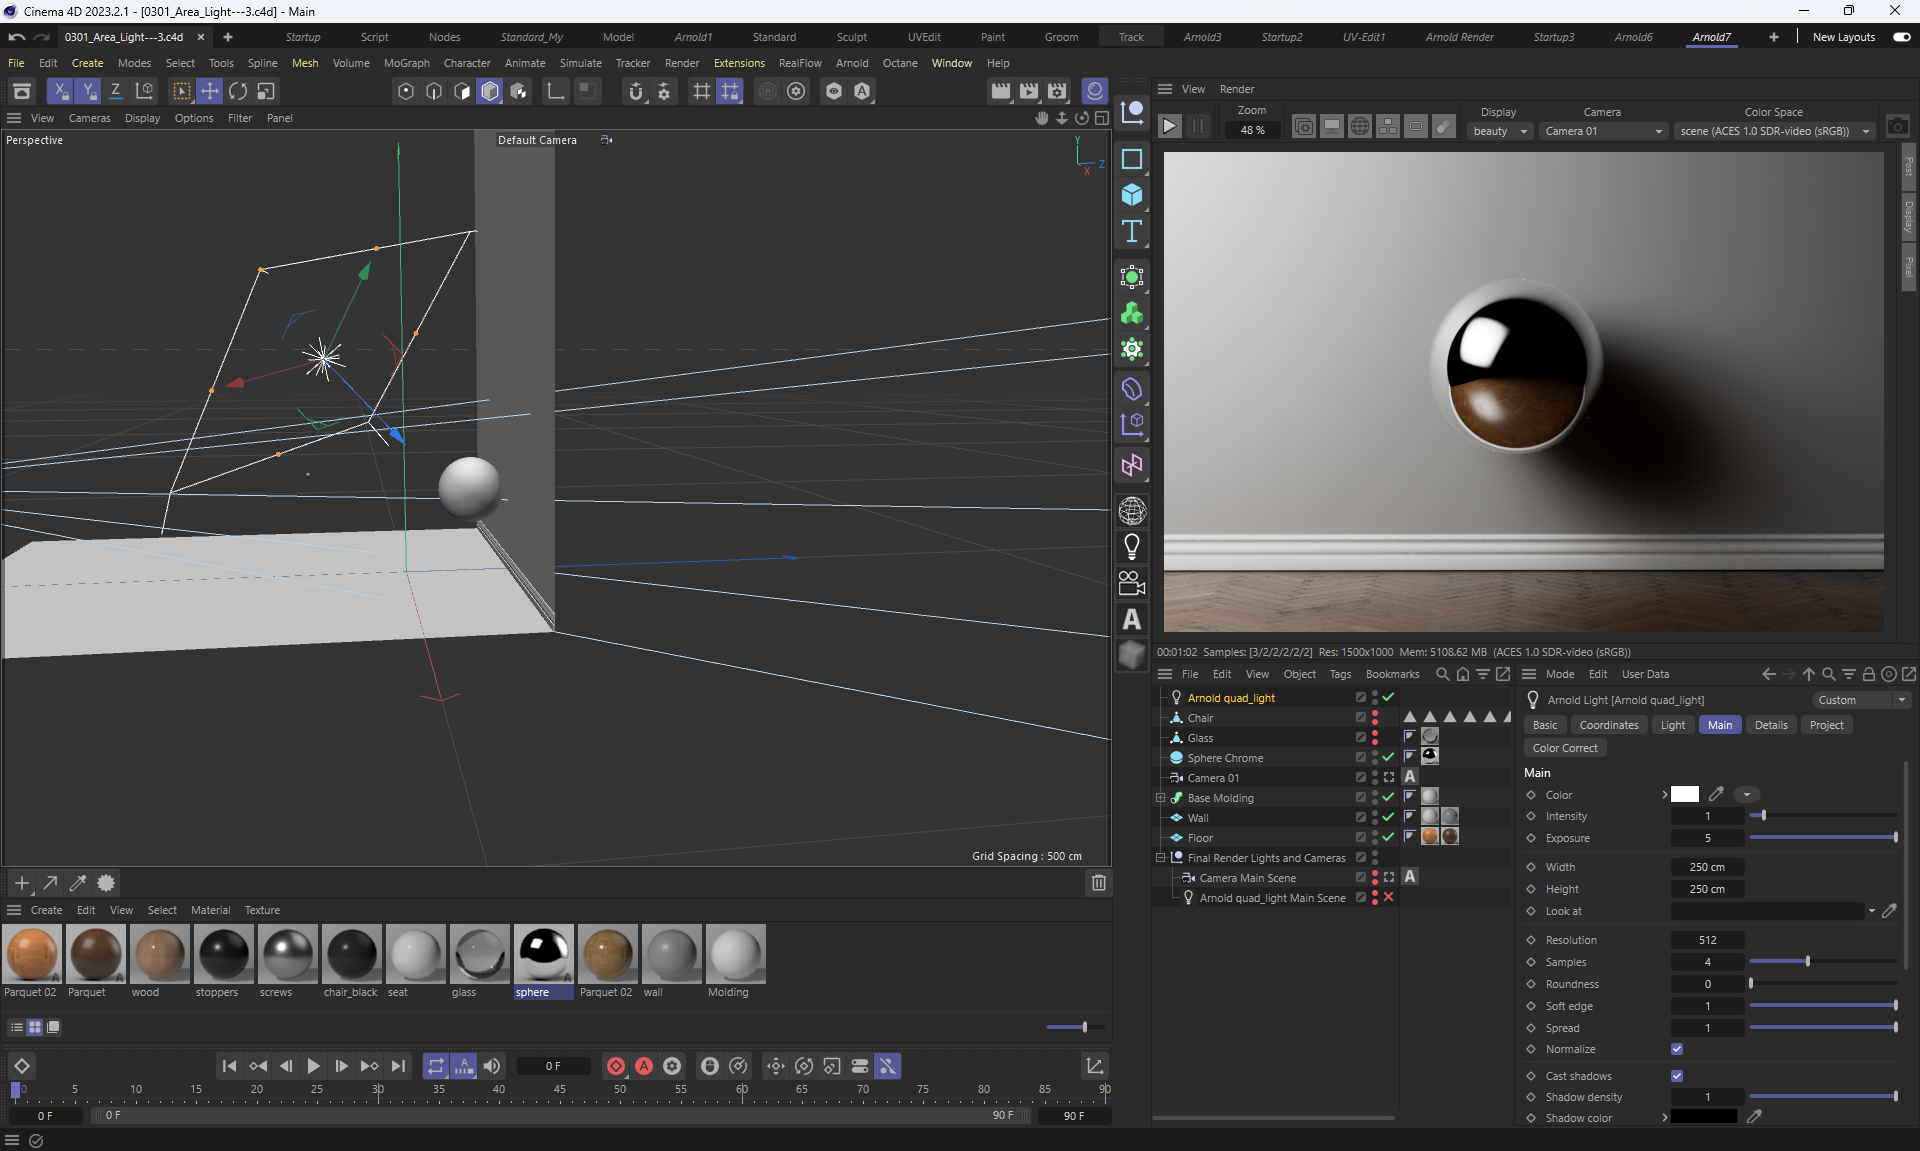 Cinema 4D 2023.2.1 - [0301_Area_Light---3.c4d] - Main
0301_Area_Light---3.c4d Startup Script Nodes Standard_My Model Arnold1 Standard Sculpt UVEdit Paint Groom Track Arnold3 Startup2 UV-Edit1 Arnold Render Startup3 Arnold6 Arnold7 New Layouts
File Edit Create Modes Select Tools Spline Mesh Volume MoGraph Character Animate Simulate Tracker Render Extensions RealFlow Arnold Octane Window Help
X Y Z
View Cameras Display Options Filter Panel
Perspective
Default Camera
Y
Z
X
Grid Spacing : 500 cm
View Render
Zoom Display Camera Color Space
48 % beauty Camera 01 scene (ACES 1.0 SDR-video (sRGB))
Post
Display
Pixel
00:01:02 Samples: [3/2/2/2/2/2] Res: 1500x1000 Mem: 5108.62 MB (ACES 1.0 SDR-video (sRGB))
File Edit View Object Tags Bookmarks
Arnold quad_light
Chair
Glass
Sphere Chrome
Camera 01
Base Molding
Wall
Floor
Final Render Lights and Cameras
Camera Main Scene
Arnold quad_light Main Scene
Mode Edit User Data
Arnold Light [Arnold quad_light] Custom
Basic Coordinates Light Main Details Project
Color Correct
Main
Color
Intensity 1
Exposure 5
Width 250 cm
Height 250 cm
Look at
Resolution 512
Samples 4
Roundness 0
Soft edge 1
Spread 1
Normalize
Cast shadows
Shadow density 1
Shadow color
Create Edit View Select Material Texture
Parquet 02 Parquet wood stoppers screws chair_black seat glass sphere Parquet 02 wall Molding
0 F
0 5 10 15 20 25 30 35 40 45 50 55 60 65 70 75 80 85 90
0 F 0 F 90 F 90 F